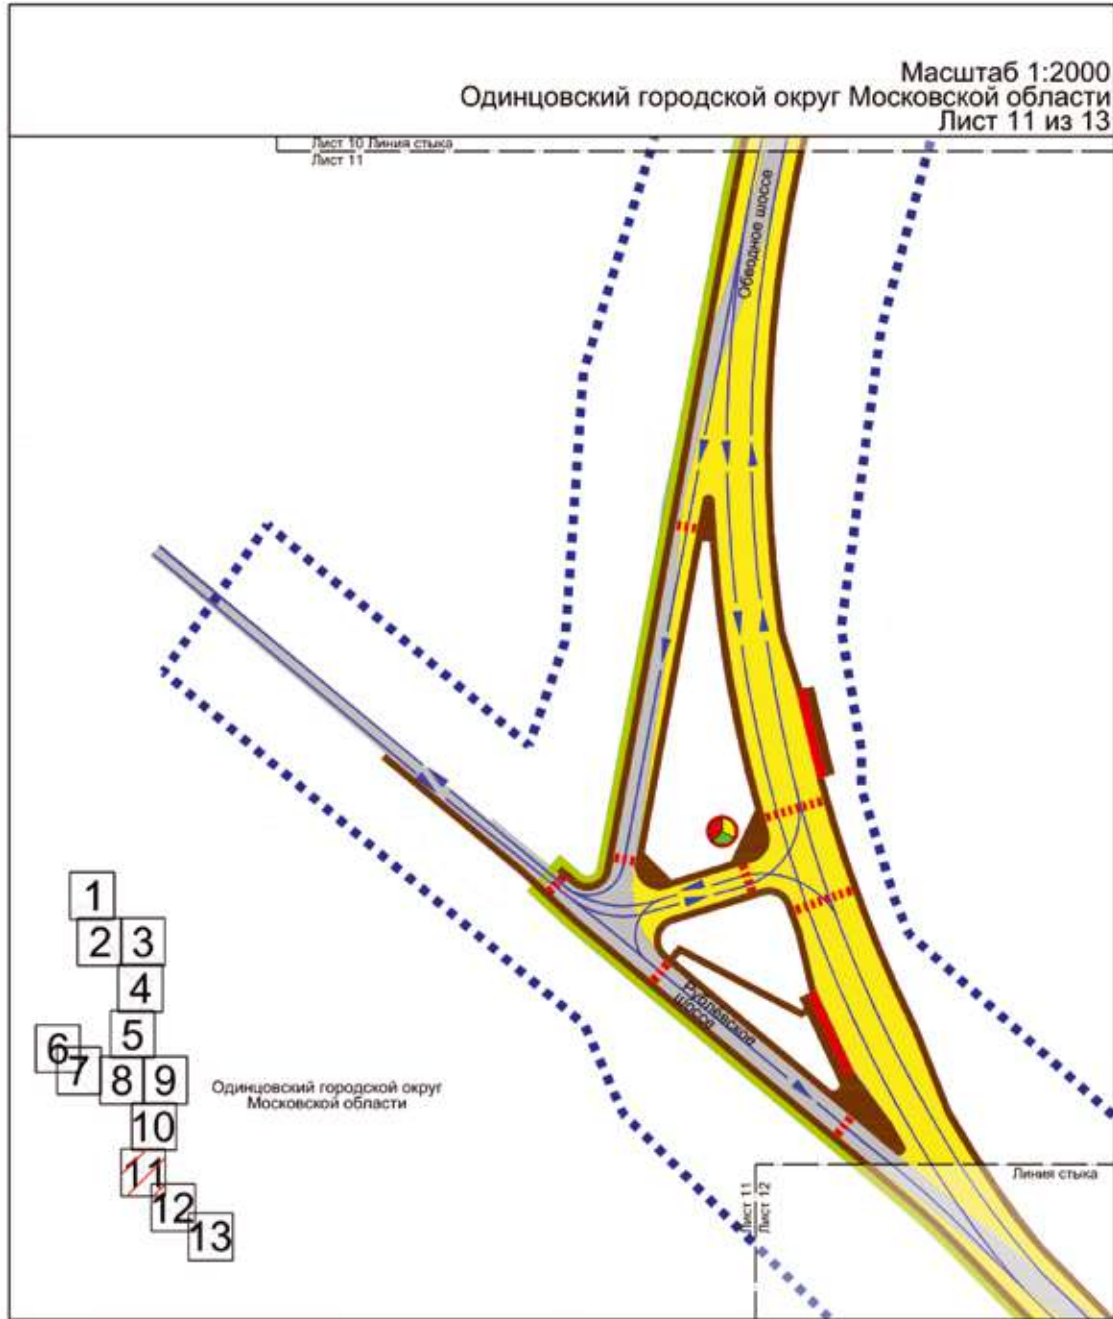 Масштаб 1:2000
Одинцовский городской округ Московской области
Лист 11 из 13
Лист 10 Линия стыка
Лист 11
Обводное шоссе
1
2 3
4
5
6
7
8 9
Одинцовский городской округ
Московской области
10
11
12
13
Рублёвское
шоссе
Линия стыка
Лист 11
Лист 12